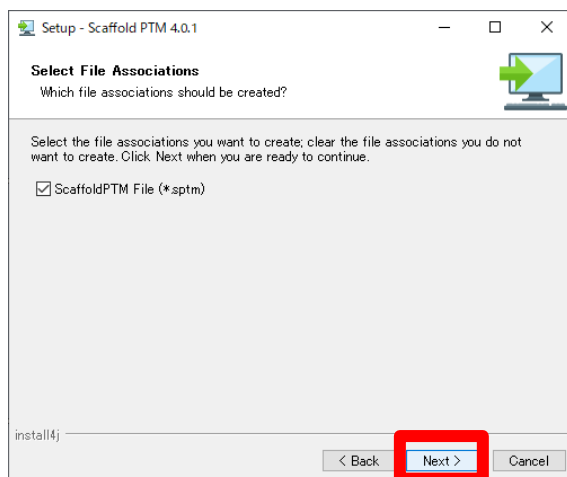 Setup - Scaffold PTM 4.0.1
Select File Associations
Which file associations should be created?
Select the file associations you want to create; clear the file associations you do not
want to create. Click Next when you are ready to continue.
ScaffoldPTM File (*.sptm)
install4j
< Back Next > Cancel